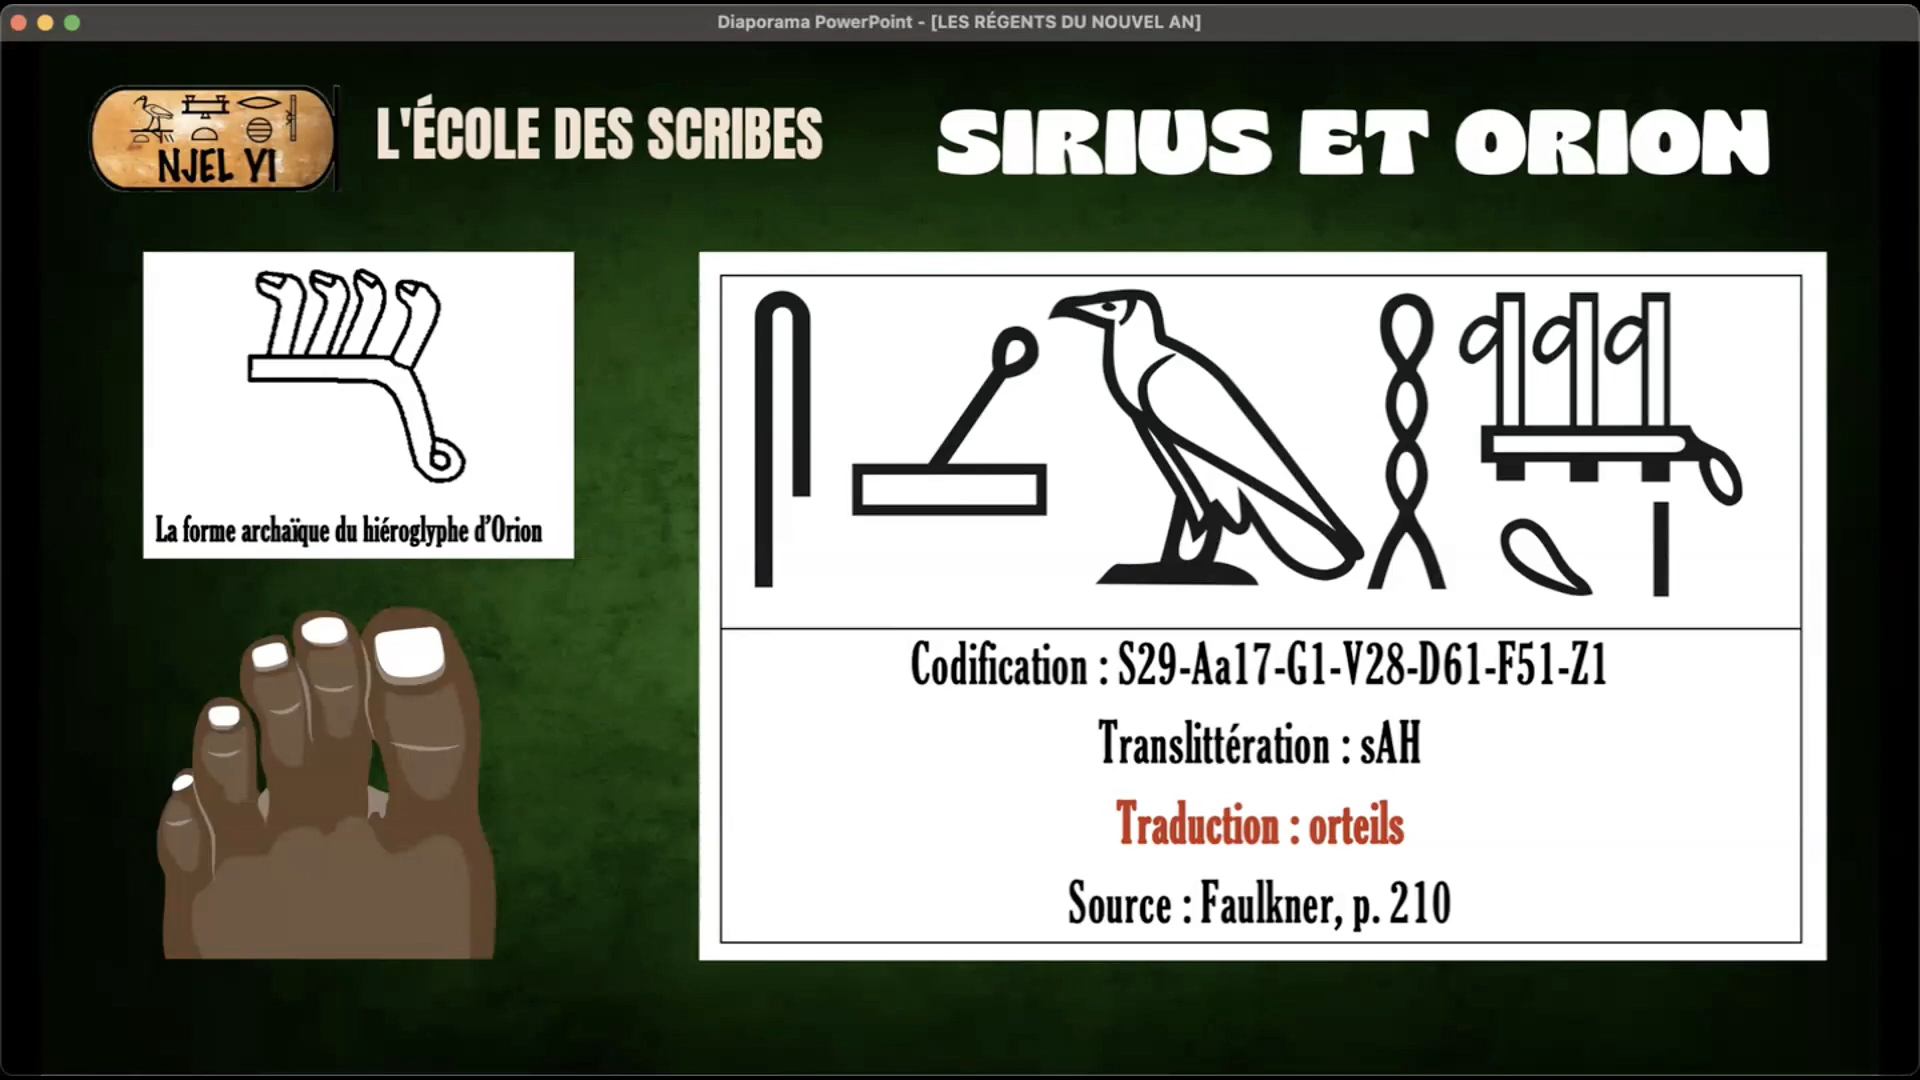 Diaporama PowerPoint - [LES RÉGENTS DU NOUVEL AN]
NJEL YI
L'ÉCOLE DES SCRIBES
SIRIUS ET ORION
La forme archaïque du hiéroglyphe d'Orion
Codification : S29-Aa17-G1-V28-D61-F51-Z1
Translittération : sAH
Traduction : orteils
Source : Faulkner, p. 210